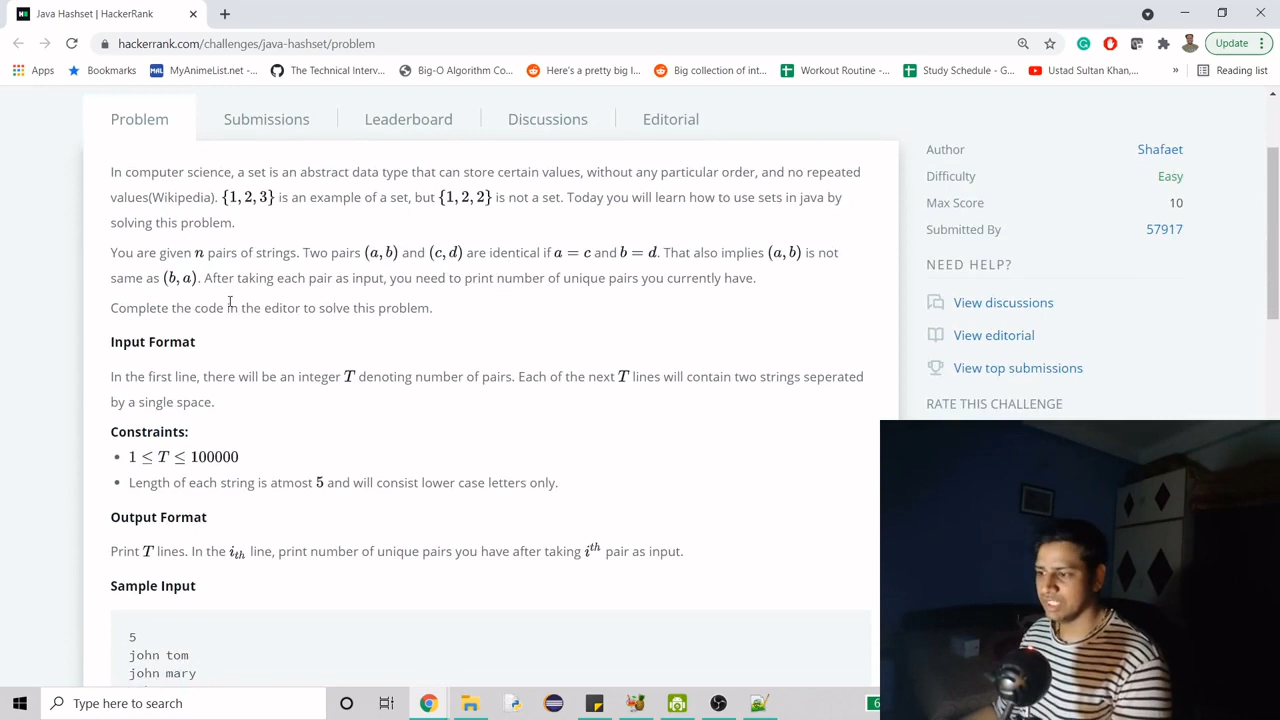 Java Hashset | HackerRank
hackerrank.com/challenges/java-hashset/problem
Update
Apps
Bookmarks
MyAnimeList.net -...
The Technical Interv...
Big-O Algorithm Co...
Here's a pretty big l...
Big collection of int...
Workout Routine -...
Study Schedule - G...
Ustad Sultan Khan,...
»
Reading list
Problem
Submissions
Leaderboard
Discussions
Editorial
In computer science, a set is an abstract data type that can store certain values, without any particular order, and no repeated
values(Wikipedia). {1, 2, 3} is an example of a set, but {1, 2, 2} is not a set. Today you will learn how to use sets in java by
solving this problem.
You are given n pairs of strings. Two pairs (a, b) and (c, d) are identical if a = c and b = d. That also implies (a, b) is not
same as (b, a). After taking each pair as input, you need to print number of unique pairs you currently have.
Complete the code in the editor to solve this problem.
Input Format
In the first line, there will be an integer T denoting number of pairs. Each of the next T lines will contain two strings seperated
by a single space.
Constraints:
• 1 ≤ T ≤ 100000
• Length of each string is atmost 5 and will consist lower case letters only.
Output Format
Print T lines. In the i_th line, print number of unique pairs you have after taking i^th pair as input.
Sample Input
5
john tom
john mary
Author
Shafaet
Difficulty
Easy
Max Score
10
Submitted By
57917
NEED HELP?
View discussions
View editorial
View top submissions
RATE THIS CHALLENGE
Type here to search
6